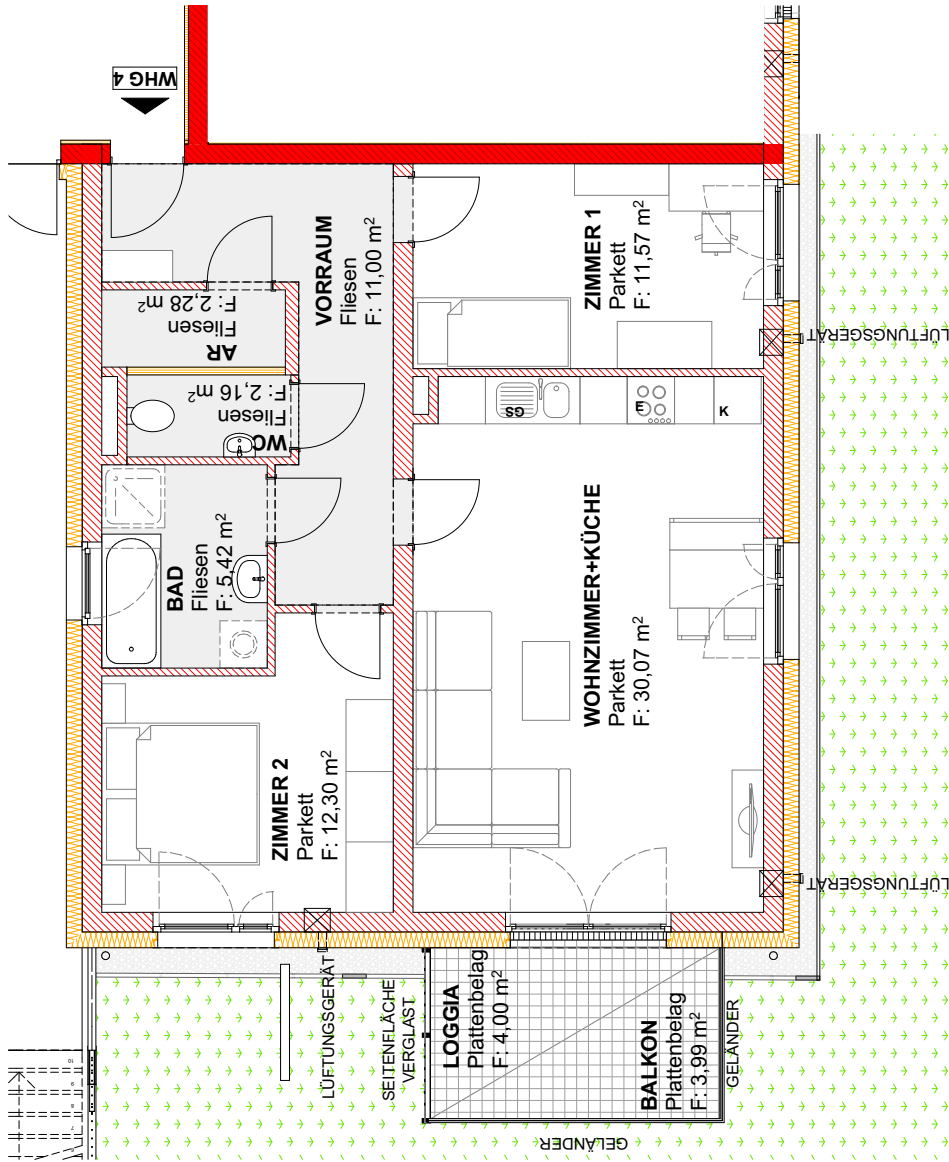 WHG 4
VORRAUM
Fliesen
F: 11,00 m²
AR
Fliesen
F: 2,28 m²
WC
Fliesen
F: 2,16 m²
BAD
Fliesen
F: 5,42 m²
ZIMMER 1
Parkett
F: 11,57 m²
ZIMMER 2
Parkett
F: 12,30 m²
WOHNZIMMER+KÜCHE
Parkett
F: 30,07 m²
GS
E
K
LOGGIA
Plattenbelag
F: 4,00 m²
BALKON
Plattenbelag
F: 3,99 m²
LÜFTUNGSGERÄT
SEITENFLÄCHE
VERGLAST
GELÄNDER
GELÄNDER
LÜFTUNGSGERÄT
LÜFTUNGSGERÄT